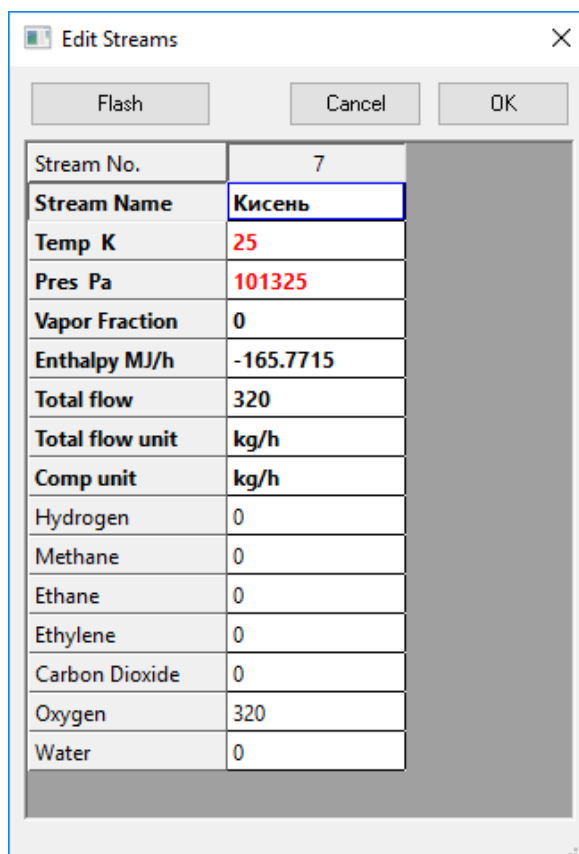 Edit Streams
Flash Cancel OK
Stream No. 7
Stream Name Кисень
Temp K 25
Pres Pa 101325
Vapor Fraction 0
Enthalpy MJ/h -165.7715
Total flow 320
Total flow unit kg/h
Comp unit kg/h
Hydrogen 0
Methane 0
Ethane 0
Ethylene 0
Carbon Dioxide 0
Oxygen 320
Water 0